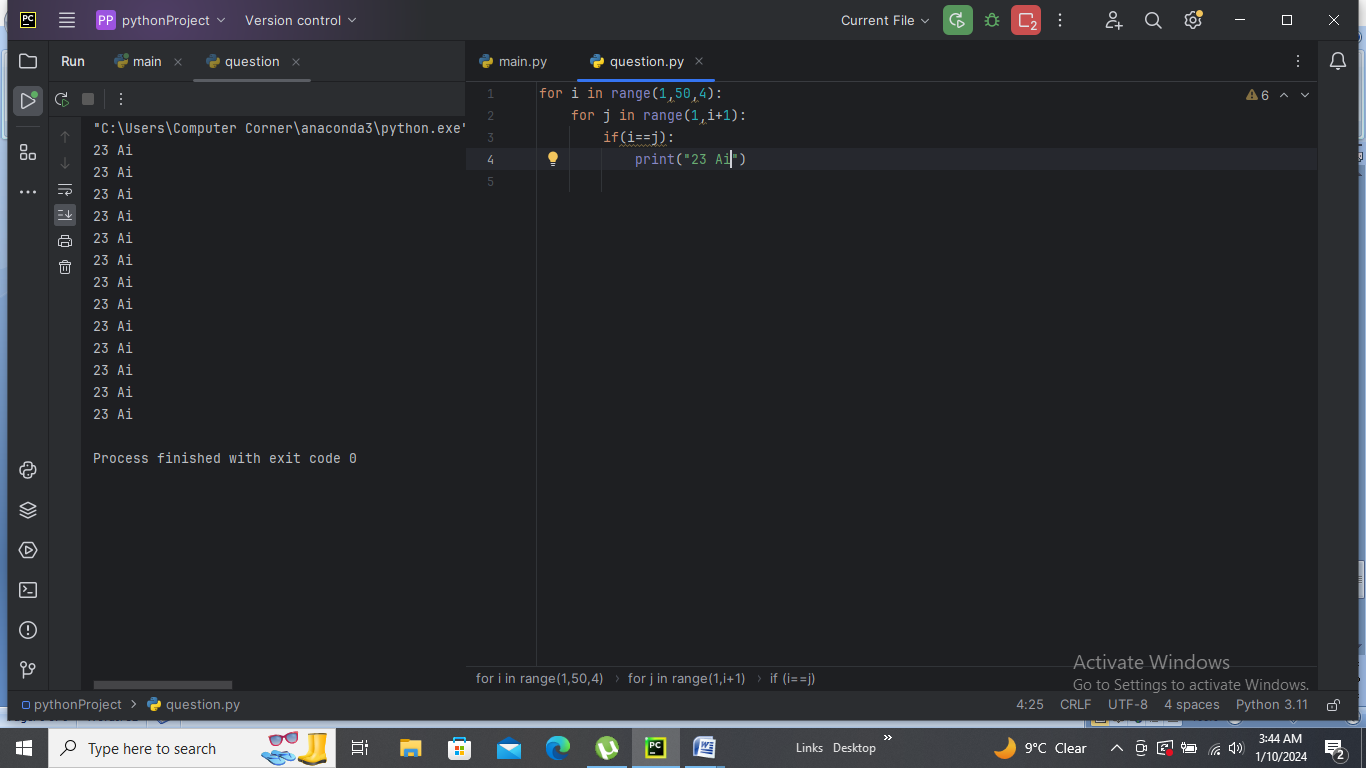 PC
PP pythonProject Version control Current File 2
Run main question main.py question.py
1 for i in range(1,50,4): 6
2 for j in range(1,i+1):
3 if(i==j):
4 print("23 Ai")
5
"C:\Users\Computer Corner\anaconda3\python.exe"
23 Ai
23 Ai
23 Ai
23 Ai
23 Ai
23 Ai
23 Ai
23 Ai
23 Ai
23 Ai
23 Ai
23 Ai
23 Ai
Process finished with exit code 0
Activate Windows
Go to Settings to activate Windows.
for i in range(1,50,4) › for j in range(1,i+1) › if (i==j)
pythonProject › question.py 4:25 CRLF UTF-8 4 spaces Python 3.11
Type here to search PC W Links Desktop » 9°C Clear 3:44 AM
1/10/2024 2